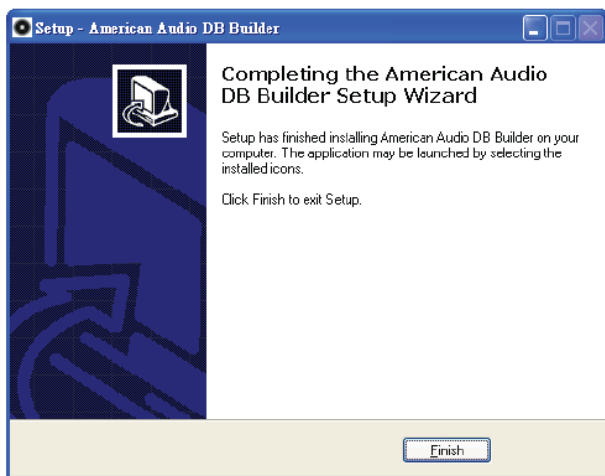 Setup - American Audio DB Builder
Completing the American Audio
DB Builder Setup Wizard
Setup has finished installing American Audio DB Builder on your
computer. The application may be launched by selecting the
installed icons.
Click Finish to exit Setup.
Finish